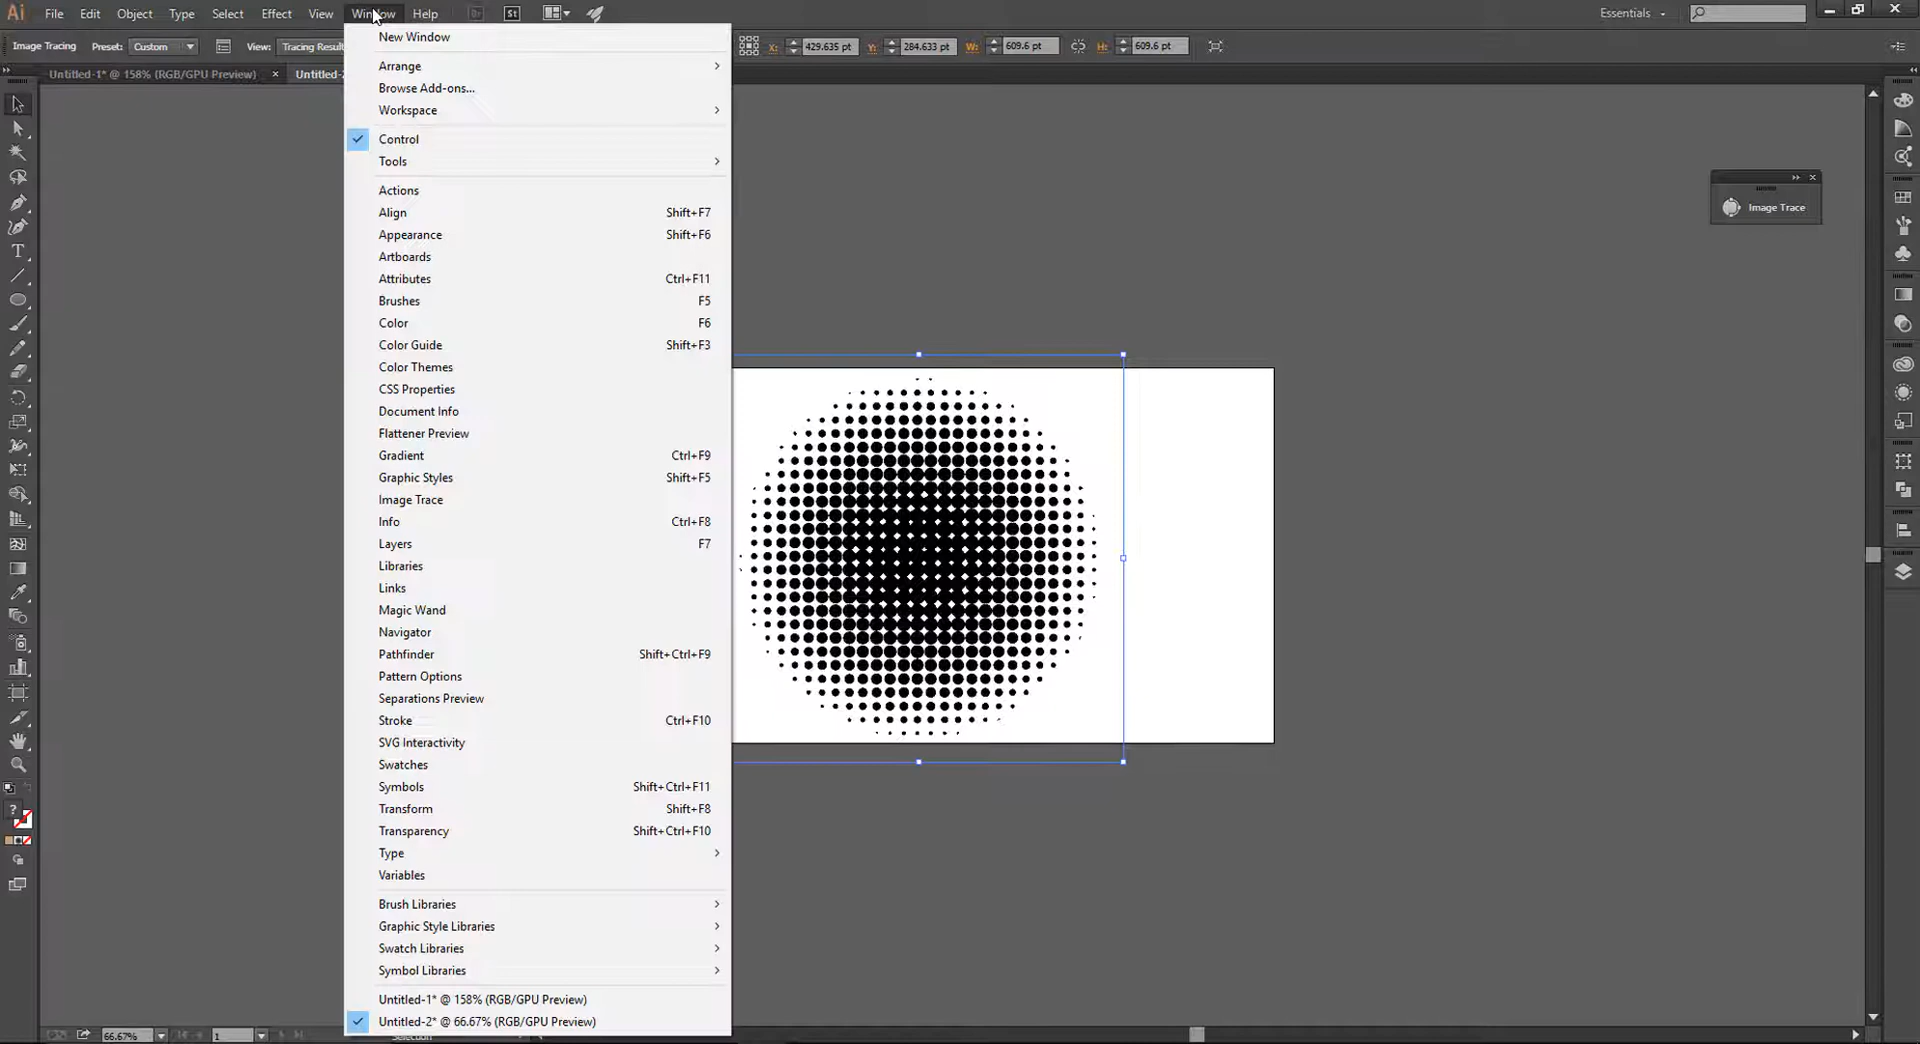 Ai File Edit Object Type Select Effect View Window Help Br St Essentials
Image Tracing Preset: Custom View: Tracing Result X: 429.635 pt Y: 284.633 pt W: 609.6 pt H: 609.6 pt
Untitled-1* @ 158% (RGB/GPU Preview) × Untitled-2
New Window
Arrange
Browse Add-ons...
Workspace
Control
Tools
Actions
Align Shift+F7
Appearance Shift+F6
Artboards
Attributes Ctrl+F11
Brushes F5
Color F6
Color Guide Shift+F3
Color Themes
CSS Properties
Document Info
Flattener Preview
Gradient Ctrl+F9
Graphic Styles Shift+F5
Image Trace
Info Ctrl+F8
Layers F7
Libraries
Links
Magic Wand
Navigator
Pathfinder Shift+Ctrl+F9
Pattern Options
Separations Preview
Stroke Ctrl+F10
SVG Interactivity
Swatches
Symbols Shift+Ctrl+F11
Transform Shift+F8
Transparency Shift+Ctrl+F10
Type
Variables
Brush Libraries
Graphic Style Libraries
Swatch Libraries
Symbol Libraries
Untitled-1* @ 158% (RGB/GPU Preview)
Untitled-2* @ 66.67% (RGB/GPU Preview)
Image Trace
T
?
66.67% 1 Selection